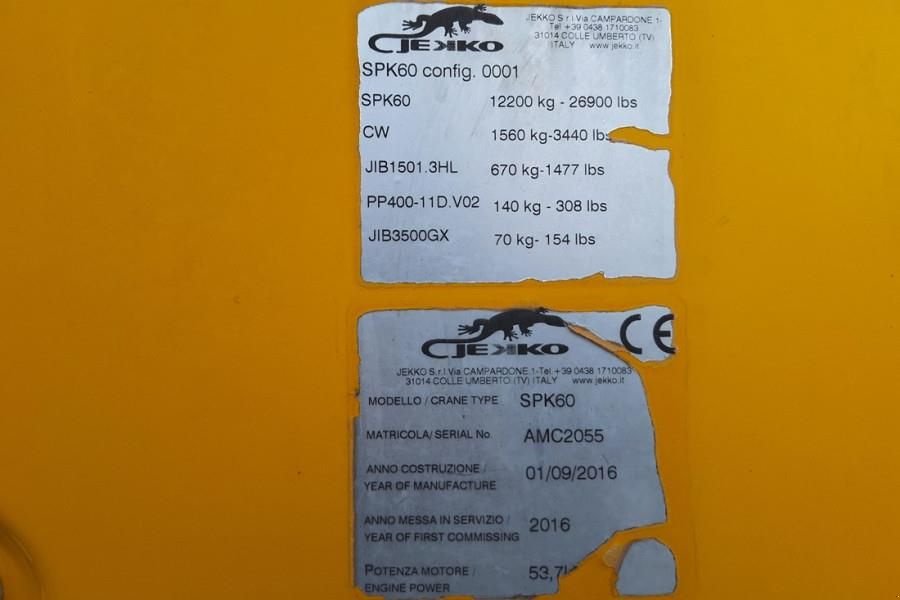 JEKKO
JEKKO S.r.l Via CAMPARDONE 1-
Tel +39 0438 1710083
31014 COLLE UMBERTO (TV)
ITALY www.jekko.it
SPK60 config. 0001
SPK60 12200 kg - 26900 lbs
CW 1560 kg-3440 lbs
JIB1501.3HL 670 kg-1477 lbs
PP400-11D.V02 140 kg - 308 lbs
JIB3500GX 70 kg- 154 lbs
JEKKO CE
JEKKO S.r.l.Via CAMPARDONE.1-Tel.+39 0438 1710083
31014 COLLE UMBERTO (TV) ITALY www.jekko.it
MODELLO / CRANE TYPE SPK60
MATRICOLA/ SERIAL No. AMC2055
ANNO COSTRUZIONE / 01/09/2016
YEAR OF MANUFACTURE
ANNO MESSA IN SERVIZIO / 2016
YEAR OF FIRST COMMISSING
POTENZA MOTORE / 53,7
ENGINE POWER